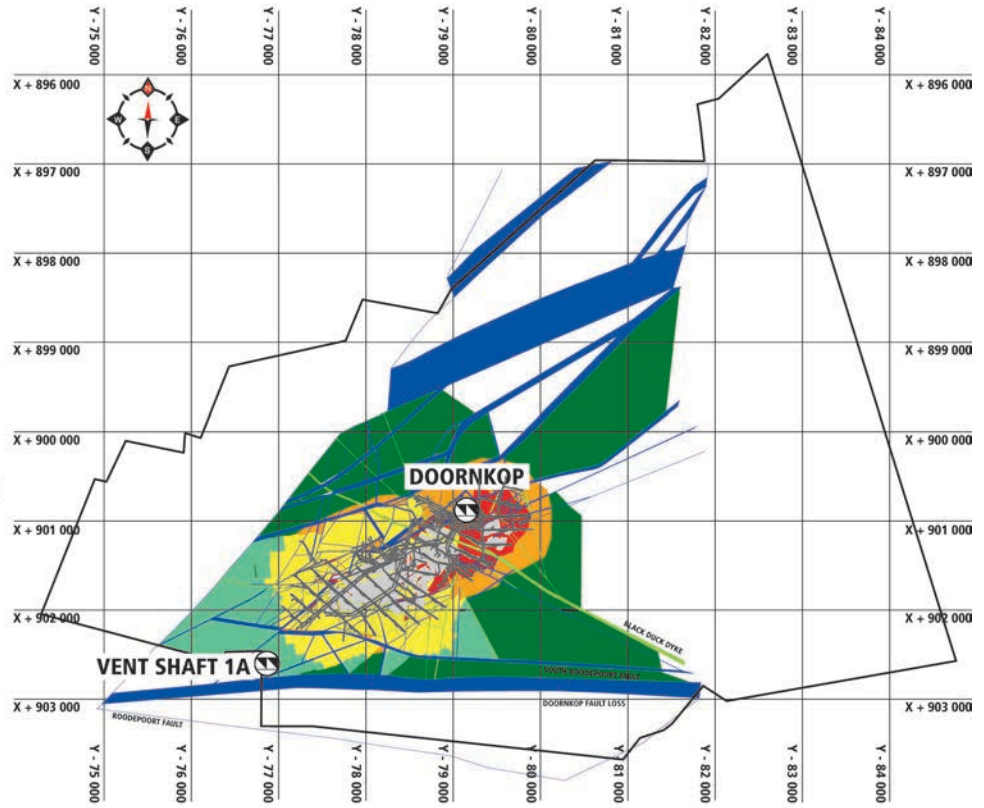 Y - 75 000
Y - 76 000
Y - 77 000
Y - 78 000
Y - 79 000
Y - 80 000
Y - 81 000
Y - 82 000
Y - 83 000
Y - 84 000
X + 896 000
X + 896 000
N
W
E
S
X + 897 000
X + 897 000
X + 898 000
X + 898 000
X + 899 000
X + 899 000
X + 900 000
X + 900 000
DOORNKOP
X + 901 000
X + 901 000
X + 902 000
X + 902 000
BLACK DUCK DYKE
VENT SHAFT 1A
SOUTH ROODEPOORT FAULT
X + 903 000
X + 903 000
DOORNKOP FAULT LOSS
ROODEPOORT FAULT
Y - 75 000
Y - 76 000
Y - 77 000
Y - 78 000
Y - 79 000
Y - 80 000
Y - 81 000
Y - 82 000
Y - 83 000
Y - 84 000